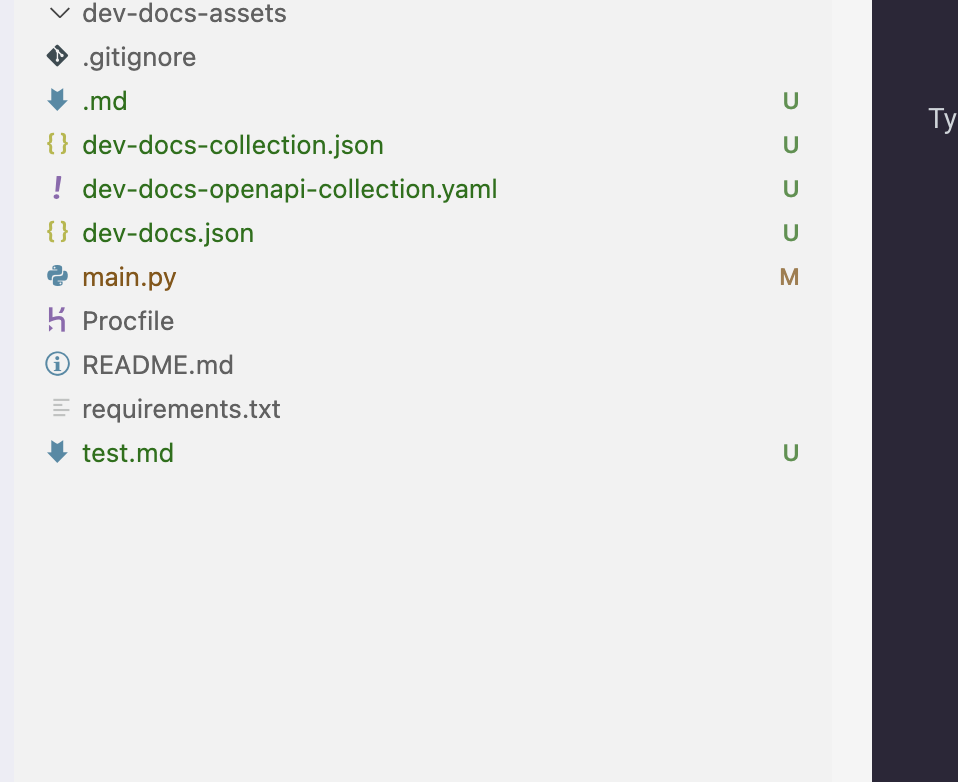 dev-docs-assets
.gitignore
.md U
dev-docs-collection.json U
dev-docs-openapi-collection.yaml U
dev-docs.json U
main.py M
Procfile
README.md
requirements.txt
test.md U
Ty